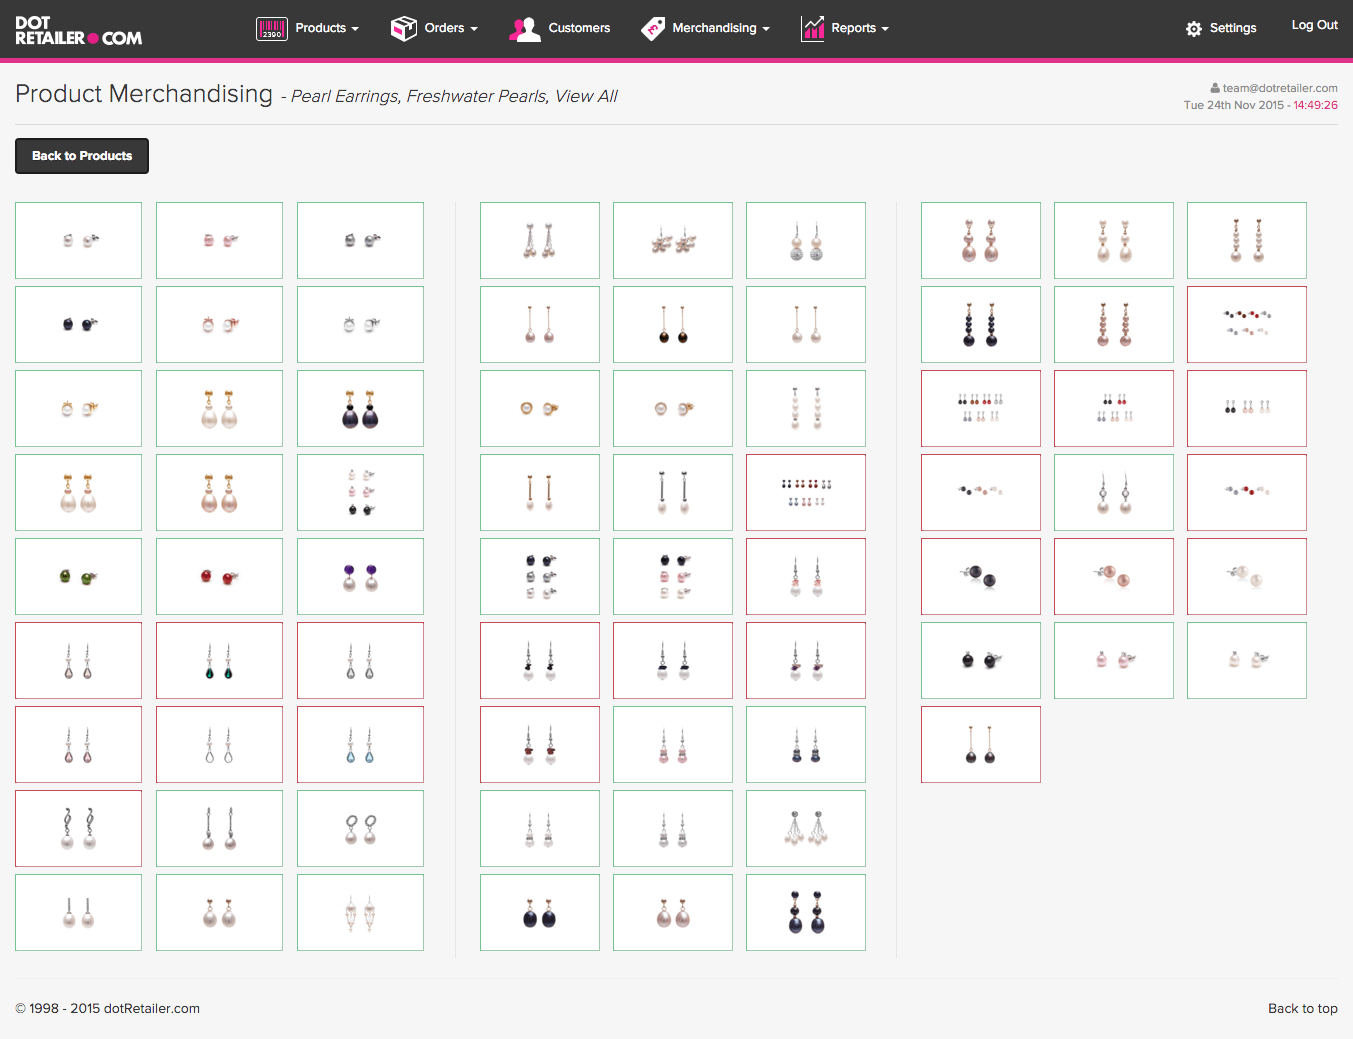 DOT
RETAILER.COM
2390
Products
Orders
Customers
£
Merchandising
Reports
Settings
Log Out
Product Merchandising - Pearl Earrings, Freshwater Pearls, View All
team@dotretailer.com
Tue 24th Nov 2015 - 14:49:26
Back to Products
© 1998 - 2015 dotRetailer.com
Back to top